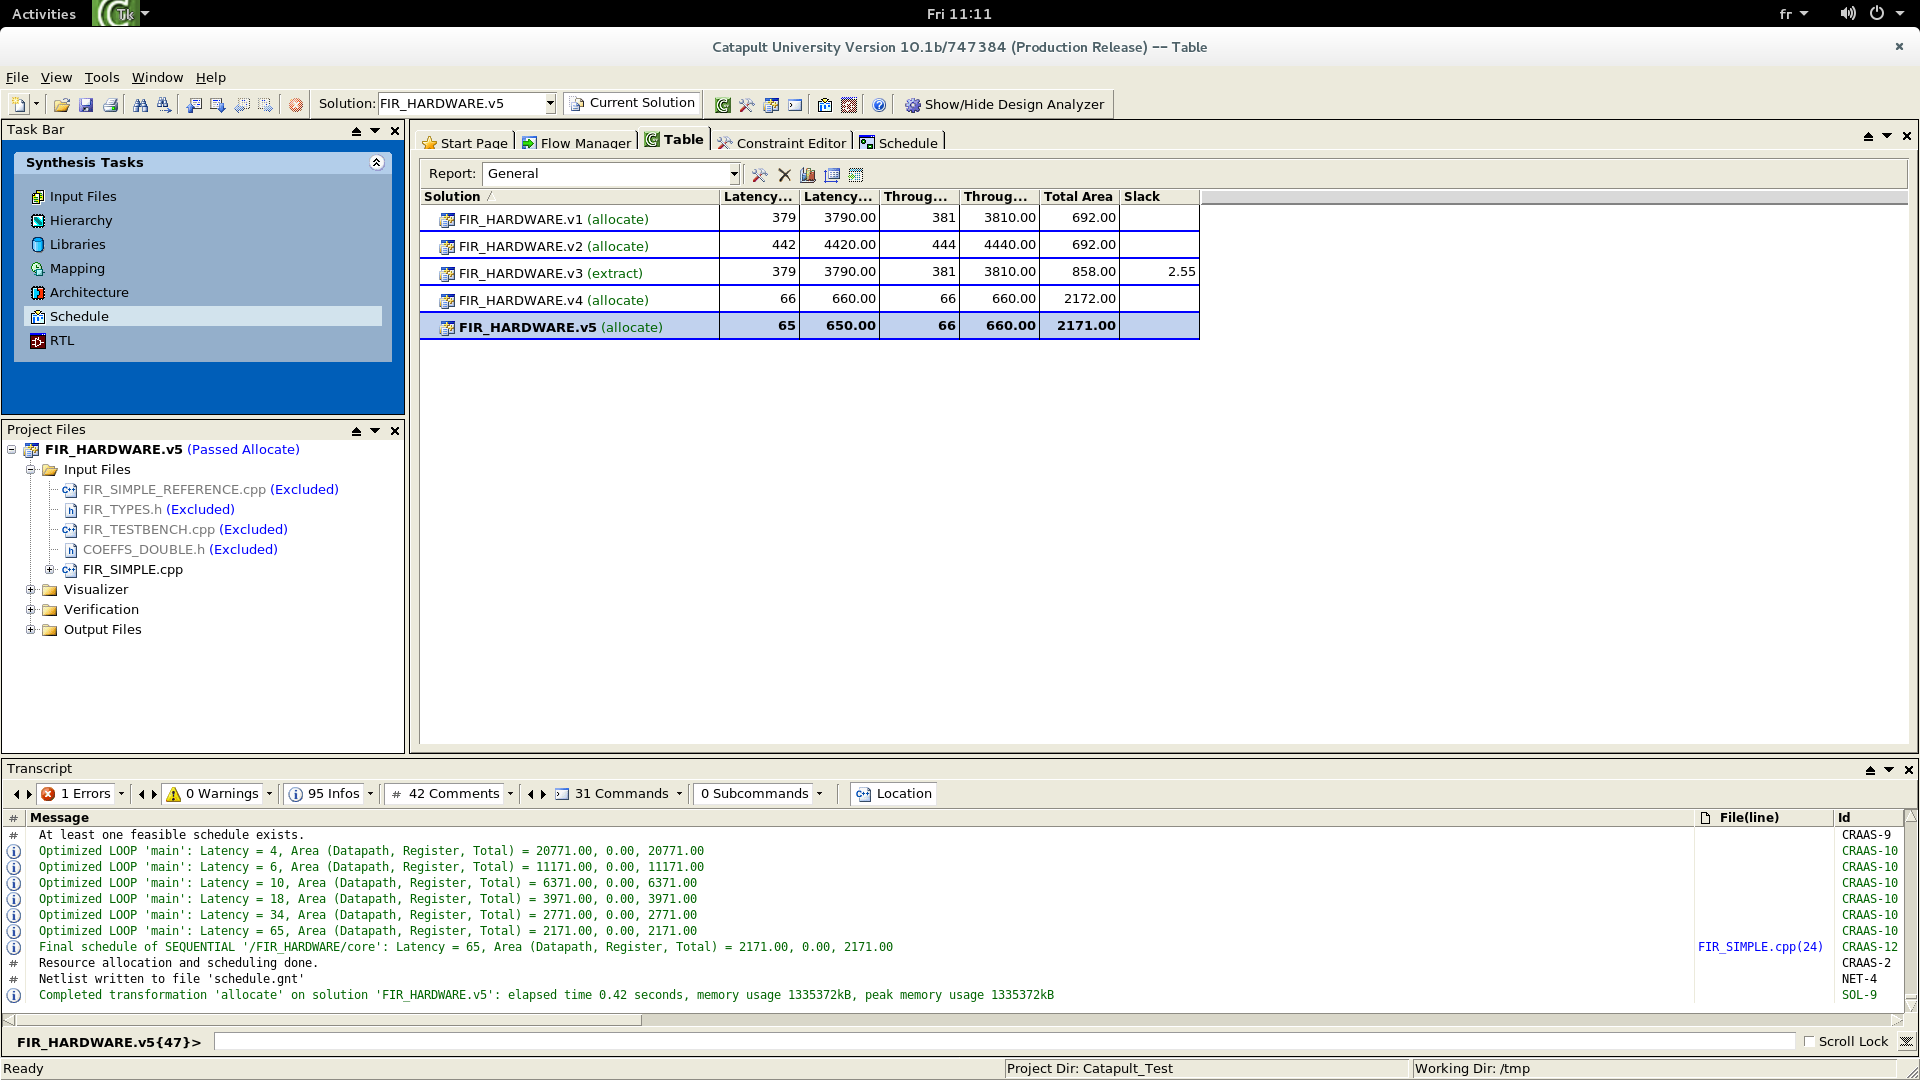 Activities Tk Fri 11:11 fr
Catapult University Version 10.1b/747384 (Production Release) -- Table
File View Tools Window Help
Solution: FIR_HARDWARE.v5 Current Solution Show/Hide Design Analyzer
Task Bar
Synthesis Tasks
Input Files
Hierarchy
Libraries
Mapping
Architecture
Schedule
RTL
Project Files
FIR_HARDWARE.v5 (Passed Allocate)
Input Files
FIR_SIMPLE_REFERENCE.cpp (Excluded)
FIR_TYPES.h (Excluded)
FIR_TESTBENCH.cpp (Excluded)
COEFFS_DOUBLE.h (Excluded)
FIR_SIMPLE.cpp
Visualizer
Verification
Output Files
Start Page Flow Manager Table Constraint Editor Schedule
Report: General
Solution Latency... Latency... Throug... Throug... Total Area Slack
FIR_HARDWARE.v1 (allocate) 379 3790.00 381 3810.00 692.00
FIR_HARDWARE.v2 (allocate) 442 4420.00 444 4440.00 692.00
FIR_HARDWARE.v3 (extract) 379 3790.00 381 3810.00 858.00 2.55
FIR_HARDWARE.v4 (allocate) 66 660.00 66 660.00 2172.00
FIR_HARDWARE.v5 (allocate) 65 650.00 66 660.00 2171.00
Transcript
1 Errors 0 Warnings 95 Infos # 42 Comments 31 Commands 0 Subcommands Location
# Message File(line) Id
# At least one feasible schedule exists. CRAAS-9
Optimized LOOP 'main': Latency = 4, Area (Datapath, Register, Total) = 20771.00, 0.00, 20771.00 CRAAS-10
Optimized LOOP 'main': Latency = 6, Area (Datapath, Register, Total) = 11171.00, 0.00, 11171.00 CRAAS-10
Optimized LOOP 'main': Latency = 10, Area (Datapath, Register, Total) = 6371.00, 0.00, 6371.00 CRAAS-10
Optimized LOOP 'main': Latency = 18, Area (Datapath, Register, Total) = 3971.00, 0.00, 3971.00 CRAAS-10
Optimized LOOP 'main': Latency = 34, Area (Datapath, Register, Total) = 2771.00, 0.00, 2771.00 CRAAS-10
Optimized LOOP 'main': Latency = 65, Area (Datapath, Register, Total) = 2171.00, 0.00, 2171.00 CRAAS-10
Final schedule of SEQUENTIAL '/FIR_HARDWARE/core': Latency = 65, Area (Datapath, Register, Total) = 2171.00, 0.00, 2171.00 FIR_SIMPLE.cpp(24) CRAAS-12
# Resource allocation and scheduling done. CRAAS-2
# Netlist written to file 'schedule.gnt' NET-4
Completed transformation 'allocate' on solution 'FIR_HARDWARE.v5': elapsed time 0.42 seconds, memory usage 1335372kB, peak memory usage 1335372kB SOL-9
FIR_HARDWARE.v5{47}> Scroll Lock
Ready Project Dir: Catapult_Test Working Dir: /tmp